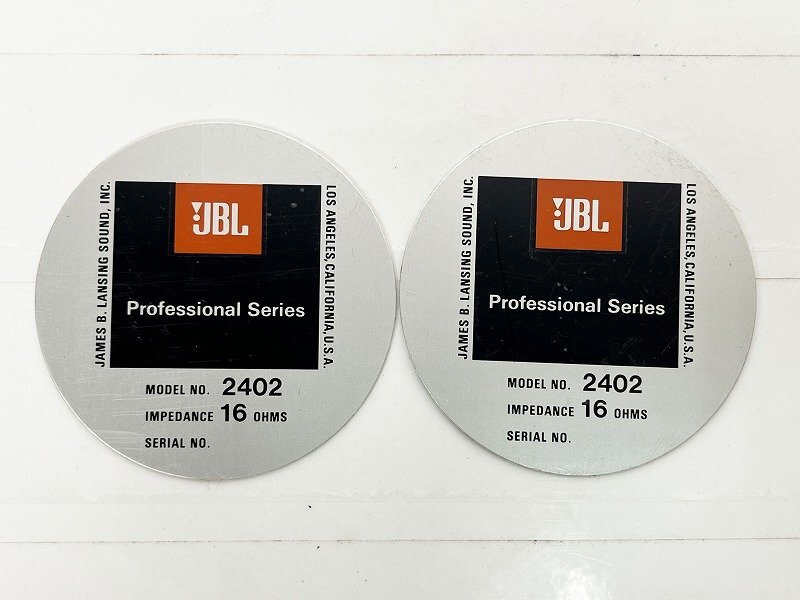 JBL
JAMES B. LANSING SOUND, INC.
LOS ANGELES, CALIFORNIA, U.S.A.
Professional Series
MODEL NO. 2402
IMPEDANCE 16 OHMS
SERIAL NO.
JBL
JAMES B. LANSING SOUND, INC.
LOS ANGELES, CALIFORNIA, U.S.A.
Professional Series
MODEL NO. 2402
IMPEDANCE 16 OHMS
SERIAL NO.